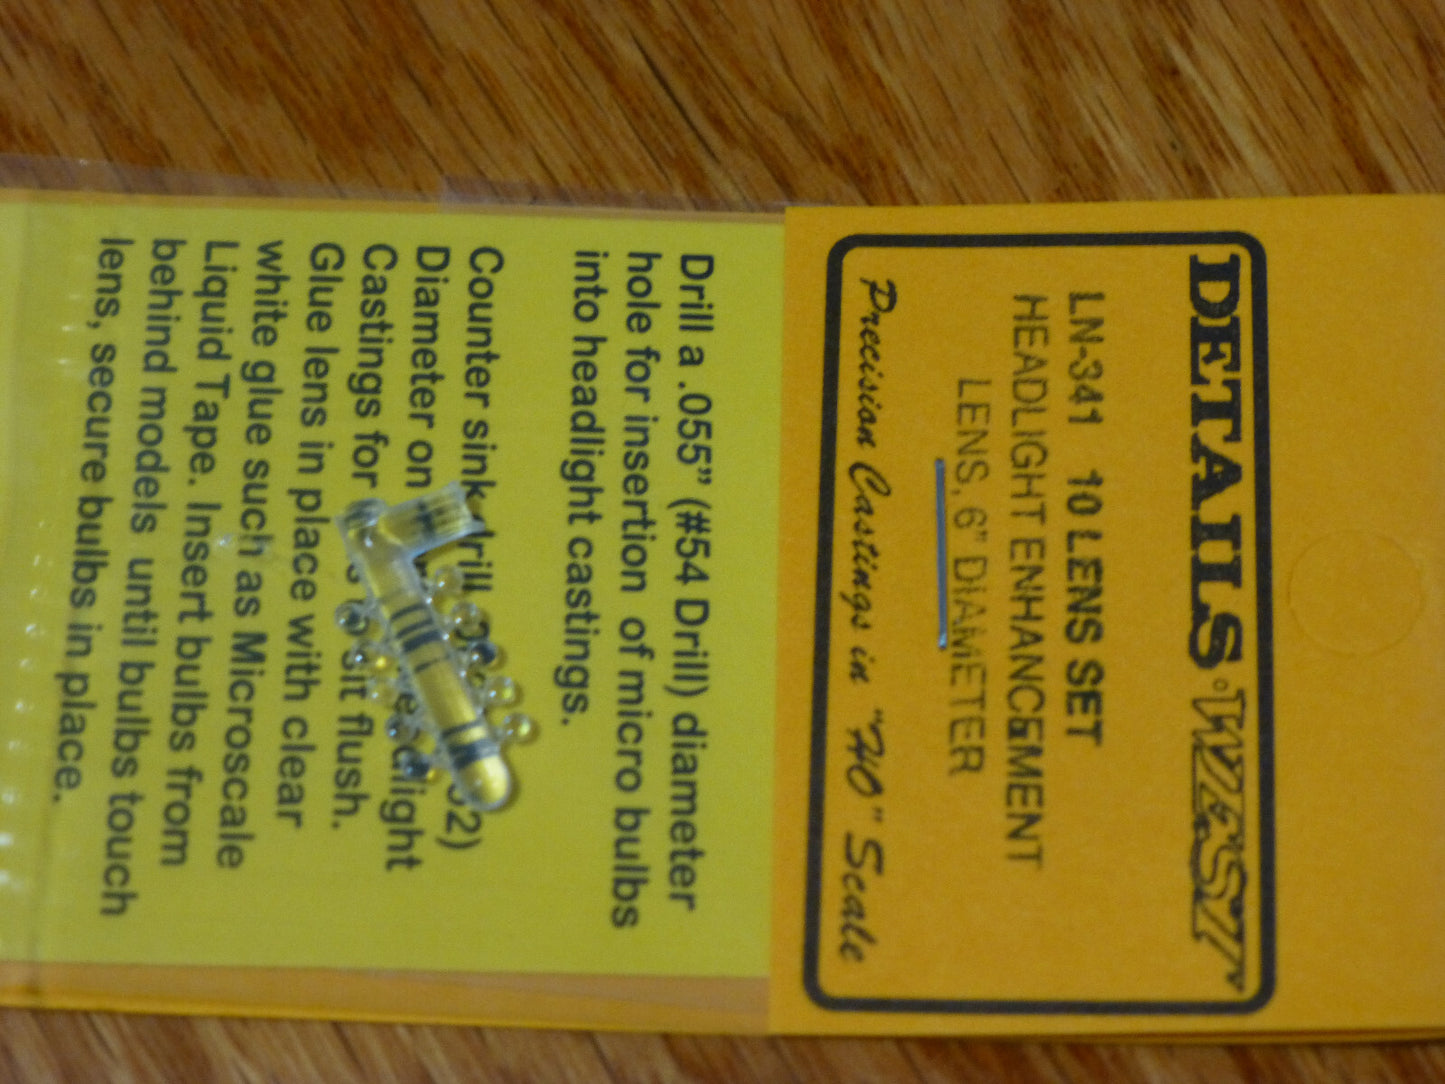 DETAILS WEST
LN-341 10 LENS SET
HEADLIGHT ENHANCEMENT
LENS, 6" DIAMETER
Precision Castings in "HO" Scale
Drill a .055” (#54 Drill) diameter
hole for insertion of micro bulbs
into headlight castings.
Counter sink drill
Diameter on
Castings for sit flush.
Glue lens in place with clear
white glue such as Microscale
Liquid Tape. Insert bulbs from
behind models until bulbs touch
lens, secure bulbs in place.